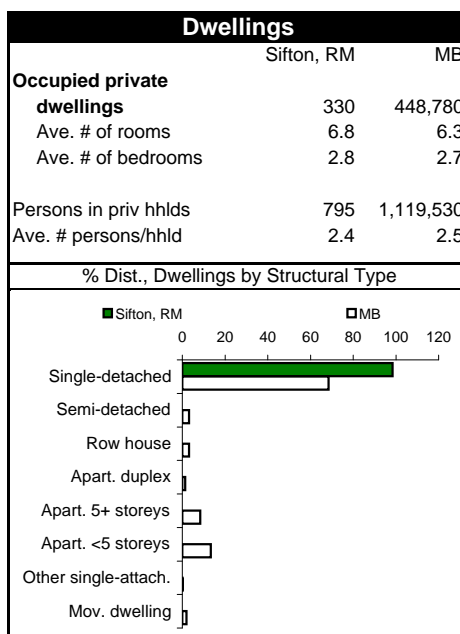 Dwellings
Sifton, RM MB
Occupied private
dwellings 330 448,780
Ave. # of rooms 6.8 6.3
Ave. # of bedrooms 2.8 2.7
Persons in priv hhlds 795 1,119,530
Ave. # persons/hhld 2.4 2.5
% Dist., Dwellings by Structural Type
Sifton, RM MB
0 20 40 60 80 100 120
Single-detached
Semi-detached
Row house
Apart. duplex
Apart. 5+ storeys
Apart. <5 storeys
Other single-attach.
Mov. dwelling